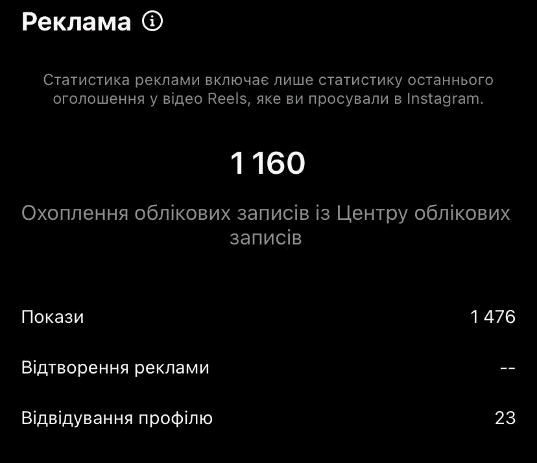 Реклама
Статистика реклами включає лише статистику останнього
оголошення у відео Reels, яке ви просували в Instagram.
1 160
Охоплення облікових записів із Центру облікових
записів
Покази 1 476
Відтворення реклами --
Відвідування профілю 23